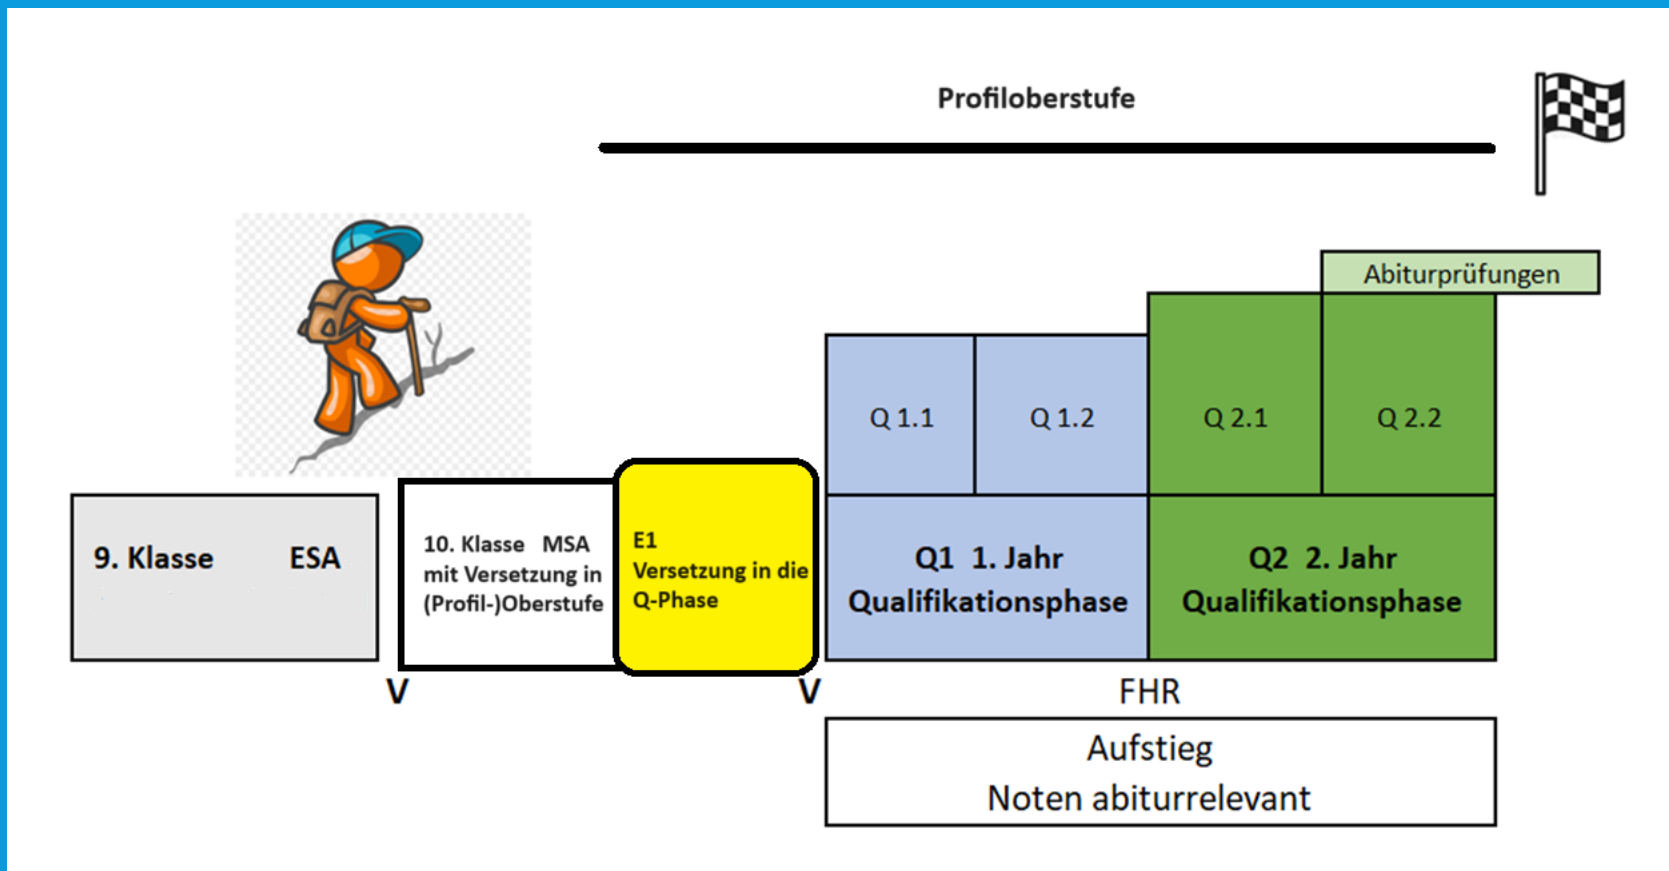 Profiloberstufe
Abiturprüfungen
Q 1.1
Q 1.2
Q 2.1
Q 2.2
9. Klasse ESA
10. Klasse MSA
mit Versetzung in
(Profil-)Oberstufe
E1
Versetzung in die
Q-Phase
Q1 1. Jahr
Qualifikationsphase
Q2 2. Jahr
Qualifikationsphase
V
V
FHR
Aufstieg
Noten abiturrelevant